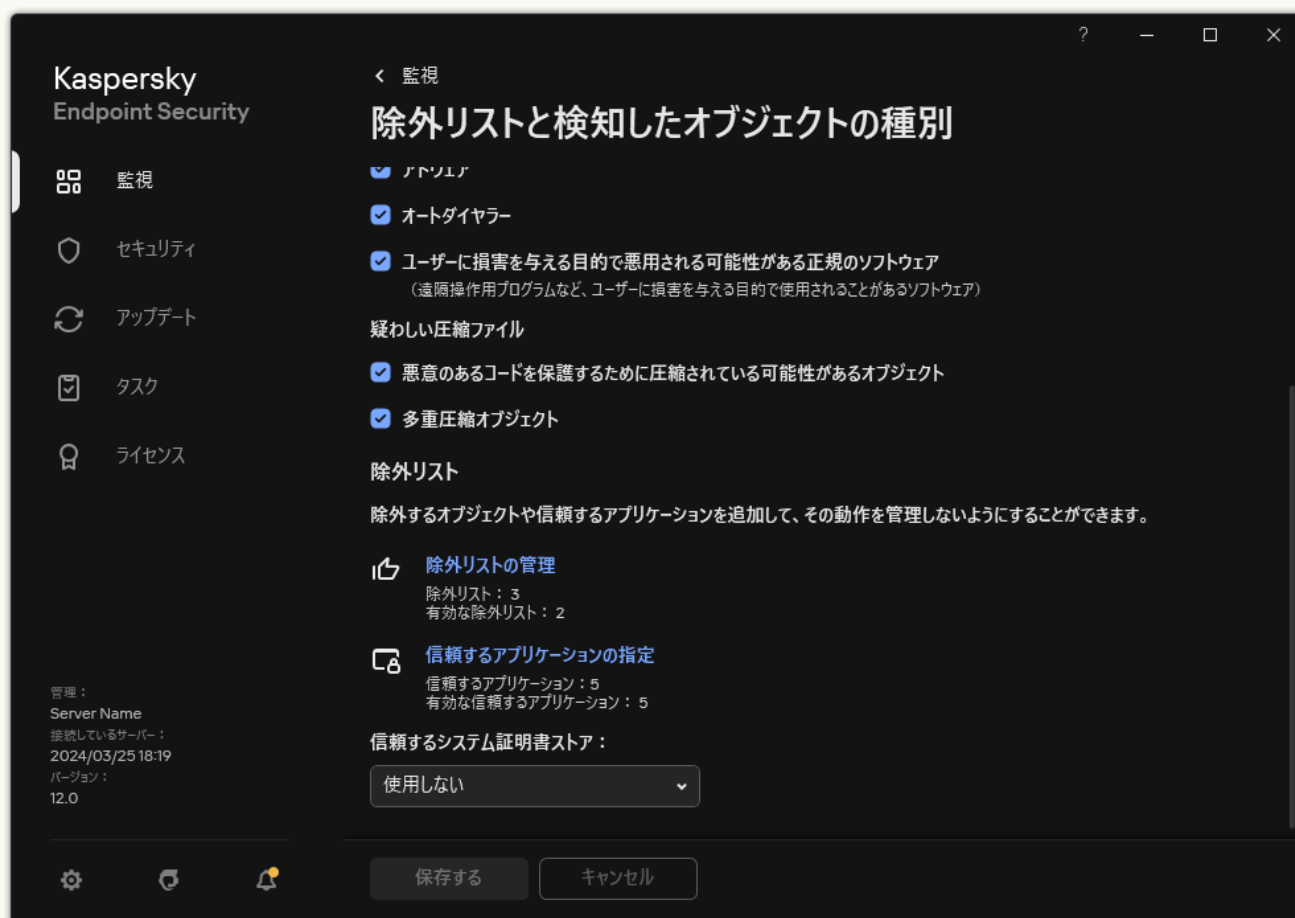 ?
Kaspersky
Endpoint Security
監視
セキュリティ
アップデート
タスク
ライセンス
管理：
Server Name
接続しているサーバー：
2024/03/25 18:19
バージョン：
12.0
監視
除外リストと検知したオブジェクトの種別
アドウェア
オートダイヤラー
ユーザーに損害を与える目的で悪用される可能性がある正規のソフトウェア
（遠隔操作用プログラムなど、ユーザーに損害を与える目的で使用されることがあるソフトウェア）
疑わしい圧縮ファイル
悪意のあるコードを保護するために圧縮されている可能性があるオブジェクト
多重圧縮オブジェクト
除外リスト
除外するオブジェクトや信頼するアプリケーションを追加して、その動作を管理しないようにすることができます。
除外リストの管理
除外リスト： 3
有効な除外リスト： 2
信頼するアプリケーションの指定
信頼するアプリケーション：5
有効な信頼するアプリケーション： 5
信頼するシステム証明書ストア：
使用しない
保存する
キャンセル